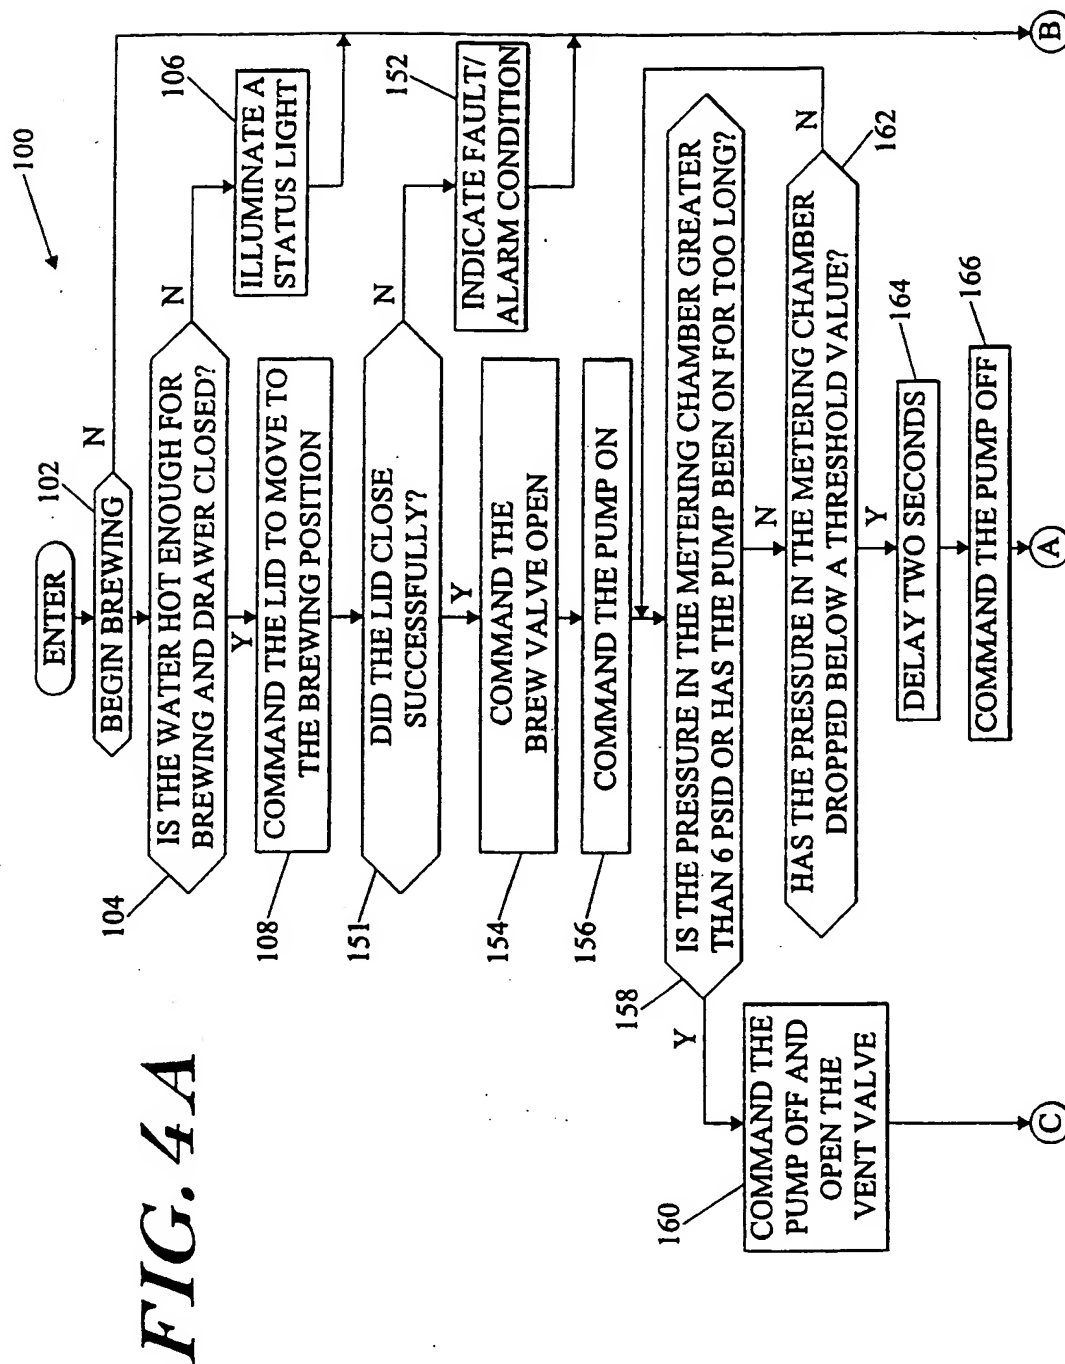 100
ENTER
102
BEGIN BREWING
N
104
IS THE WATER HOT ENOUGH FOR
BREWING AND DRAWER CLOSED?
N
106
ILLUMINATE A
STATUS LIGHT
Y
108
COMMAND THE LID TO MOVE TO
THE BREWING POSITION
151
DID THE LID CLOSE
SUCCESSFULLY?
N
152
INDICATE FAULT/
ALARM CONDITION
Y
154
COMMAND THE
BREW VALVE OPEN
156
COMMAND THE PUMP ON
158
IS THE PRESSURE IN THE METERING CHAMBER GREATER
THAN 6 PSID OR HAS THE PUMP BEEN ON FOR TOO LONG?
Y
160
COMMAND THE
PUMP OFF AND
OPEN THE
VENT VALVE
N
HAS THE PRESSURE IN THE METERING CHAMBER
DROPPED BELOW A THRESHOLD VALUE?
N
162
Y
164
DELAY TWO SECONDS
166
COMMAND THE PUMP OFF
C
A
B
FIG. 4A